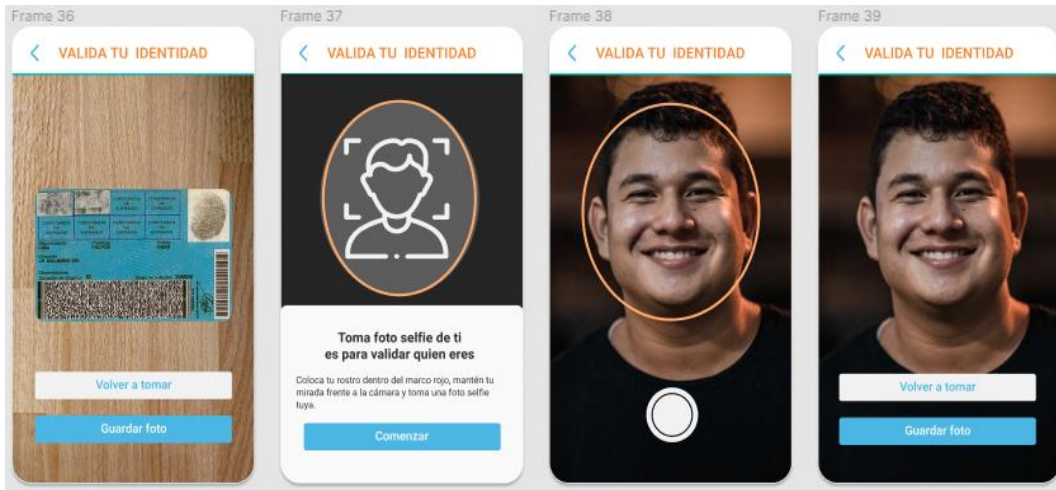 Frame 36
VALIDA TU IDENTIDAD
CONSTANCIA
DE
SUFRAGIO
Volver a tomar
Guardar foto
Frame 37
VALIDA TU IDENTIDAD
Toma foto selfie de ti
es para validar quien eres
Coloca tu rostro dentro del marco rojo, mantén tu
mirada frente a la cámara y toma una foto selfie
tuya.
Comenzar
Frame 38
VALIDA TU IDENTIDAD
Frame 39
VALIDA TU IDENTIDAD
Volver a tomar
Guardar foto